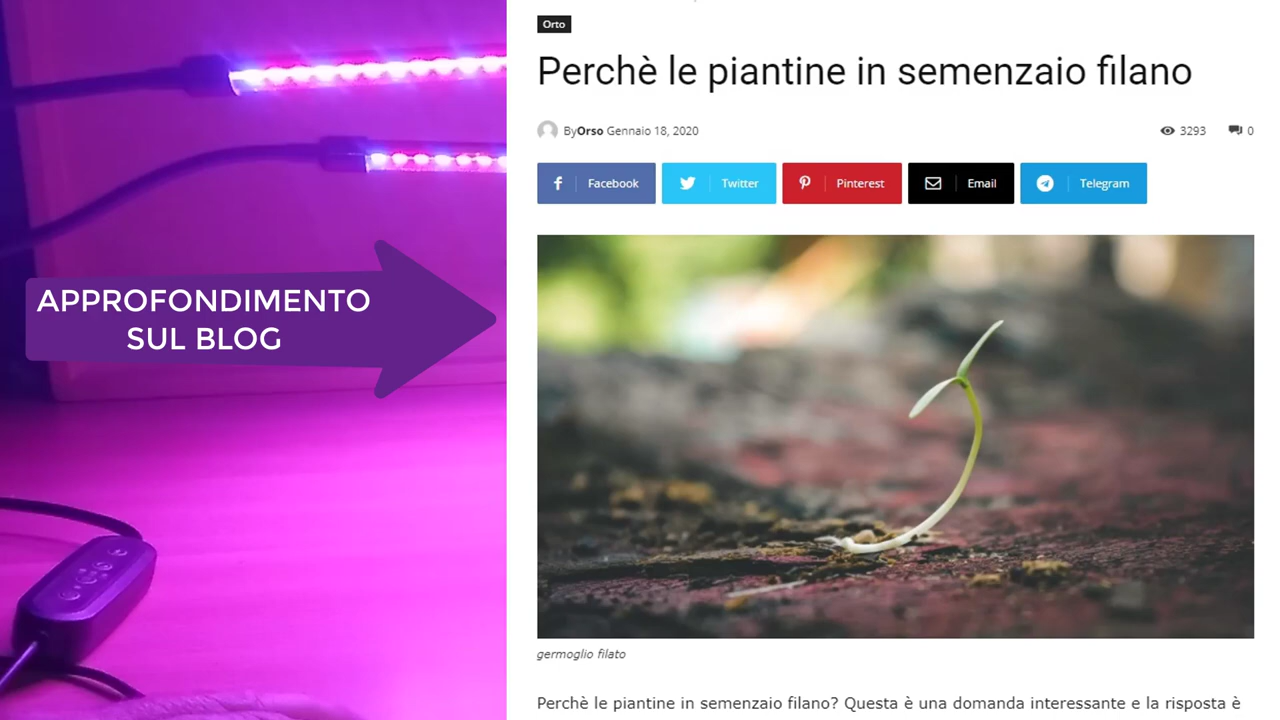 APPROFONDIMENTO
SUL BLOG
Orto
Perchè le piantine in semenzaio filano
ByOrso Gennaio 18, 2020
3293
0
Facebook
Twitter
Pinterest
Email
Telegram
germoglio filato
Perchè le piantine in semenzaio filano? Questa è una domanda interessante e la risposta è